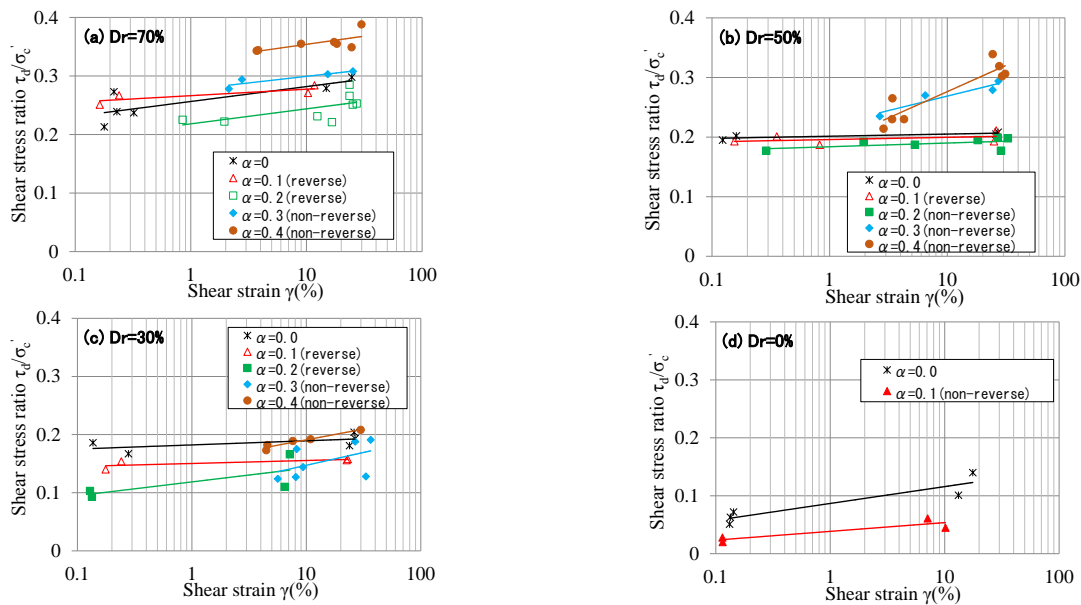 (a) Dr=70%
Shear stress ratio τd/σc'
0.4
0.3
0.2
0.1
0
α=0
α=0.1(reverse)
α=0.2(reverse)
α=0.3(non-reverse)
α=0.4(non-reverse)
0.1 1 10 100
Shear strain γ(%)
(b) Dr=50%
Shear stress ratio τd/σc'
0.4
0.3
0.2
0.1
0
α=0.0
α=0.1(reverse)
α=0.2(non-reverse)
α=0.3(non-reverse)
α=0.4(non-reverse)
0.1 1 10 100
Shear strain γ(%)
(c) Dr=30%
Shear stress ratio τd/σc'
0.4
0.3
0.2
0.1
0
α=0.0
α=0.1(reverse)
α=0.2(reverse)
α=0.3(non-reverse)
α=0.4(non-reverse)
0.1 1 10 100
Shear strain γ(%)
(d) Dr=0%
Shear stress ratio τd/σc'
0.4
0.3
0.2
0.1
0
α=0.0
α=0.1(non-reverse)
0.1 1 10 100
Shear strain γ(%)